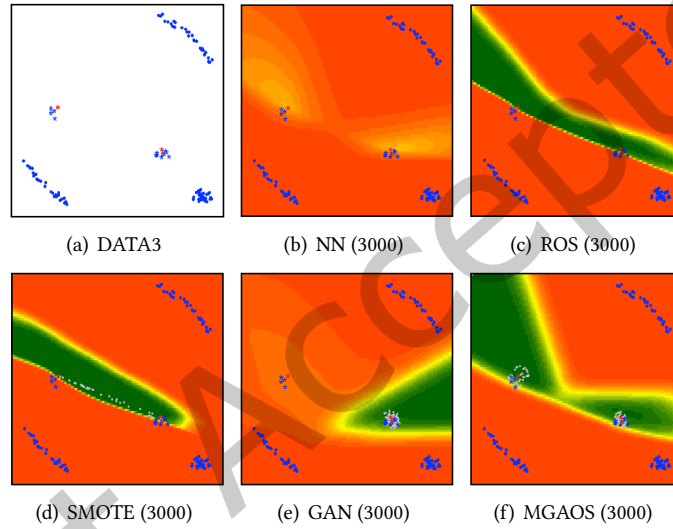 (a) DATA3
(b) NN (3000)
(c) ROS (3000)
(d) SMOTE (3000)
(e) GAN (3000)
(f) MGAOS (3000)
t Accepte